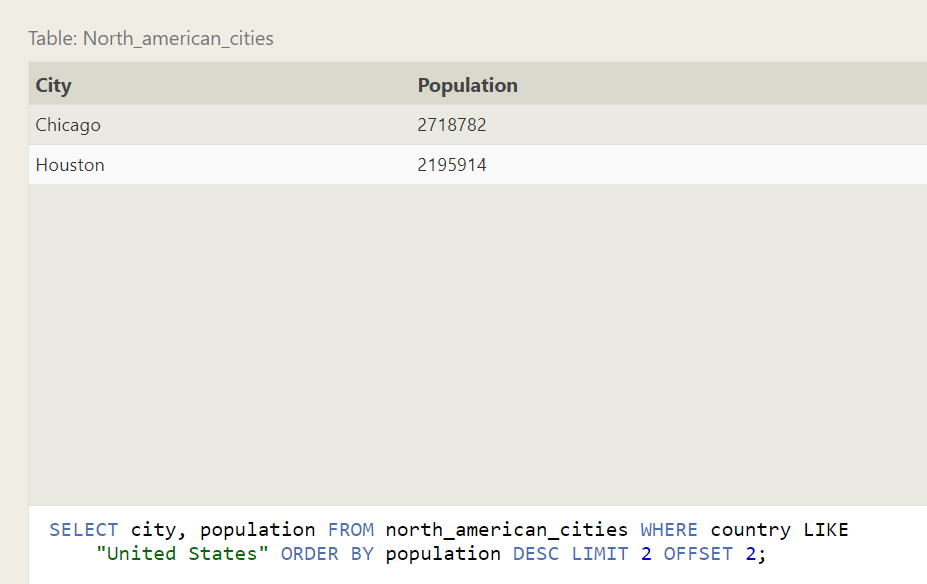 Table: North_american_cities
City Population
Chicago 2718782
Houston 2195914
SELECT city, population FROM north_american_cities WHERE country LIKE
"United States" ORDER BY population DESC LIMIT 2 OFFSET 2;